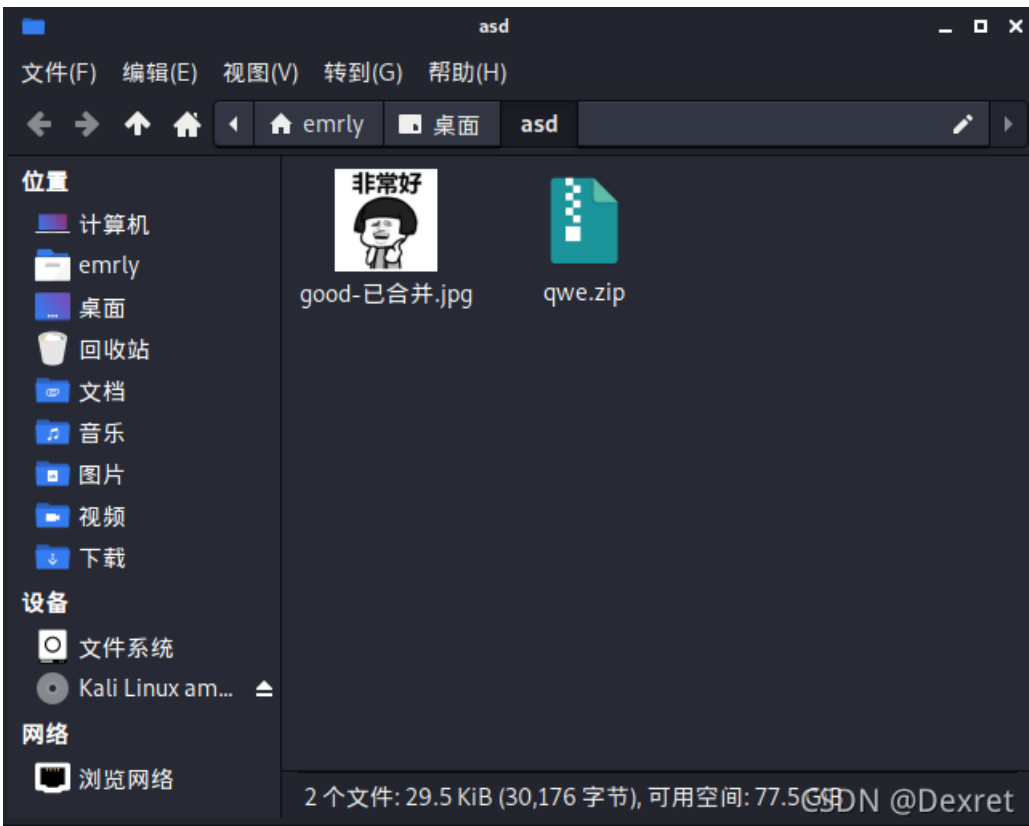 asd
文件(F) 编辑(E) 视图(V) 转到(G) 帮助(H)
emrly 桌面 asd
位置
计算机
emrly
桌面
回收站
文档
音乐
图片
视频
下载
设备
文件系统
Kali Linux am...
网络
浏览网络
非常好
good-已合并.jpg qwe.zip
2 个文件: 29.5 KiB (30,176 字节), 可用空间: 77.5 GiB
CSDN @Dexret